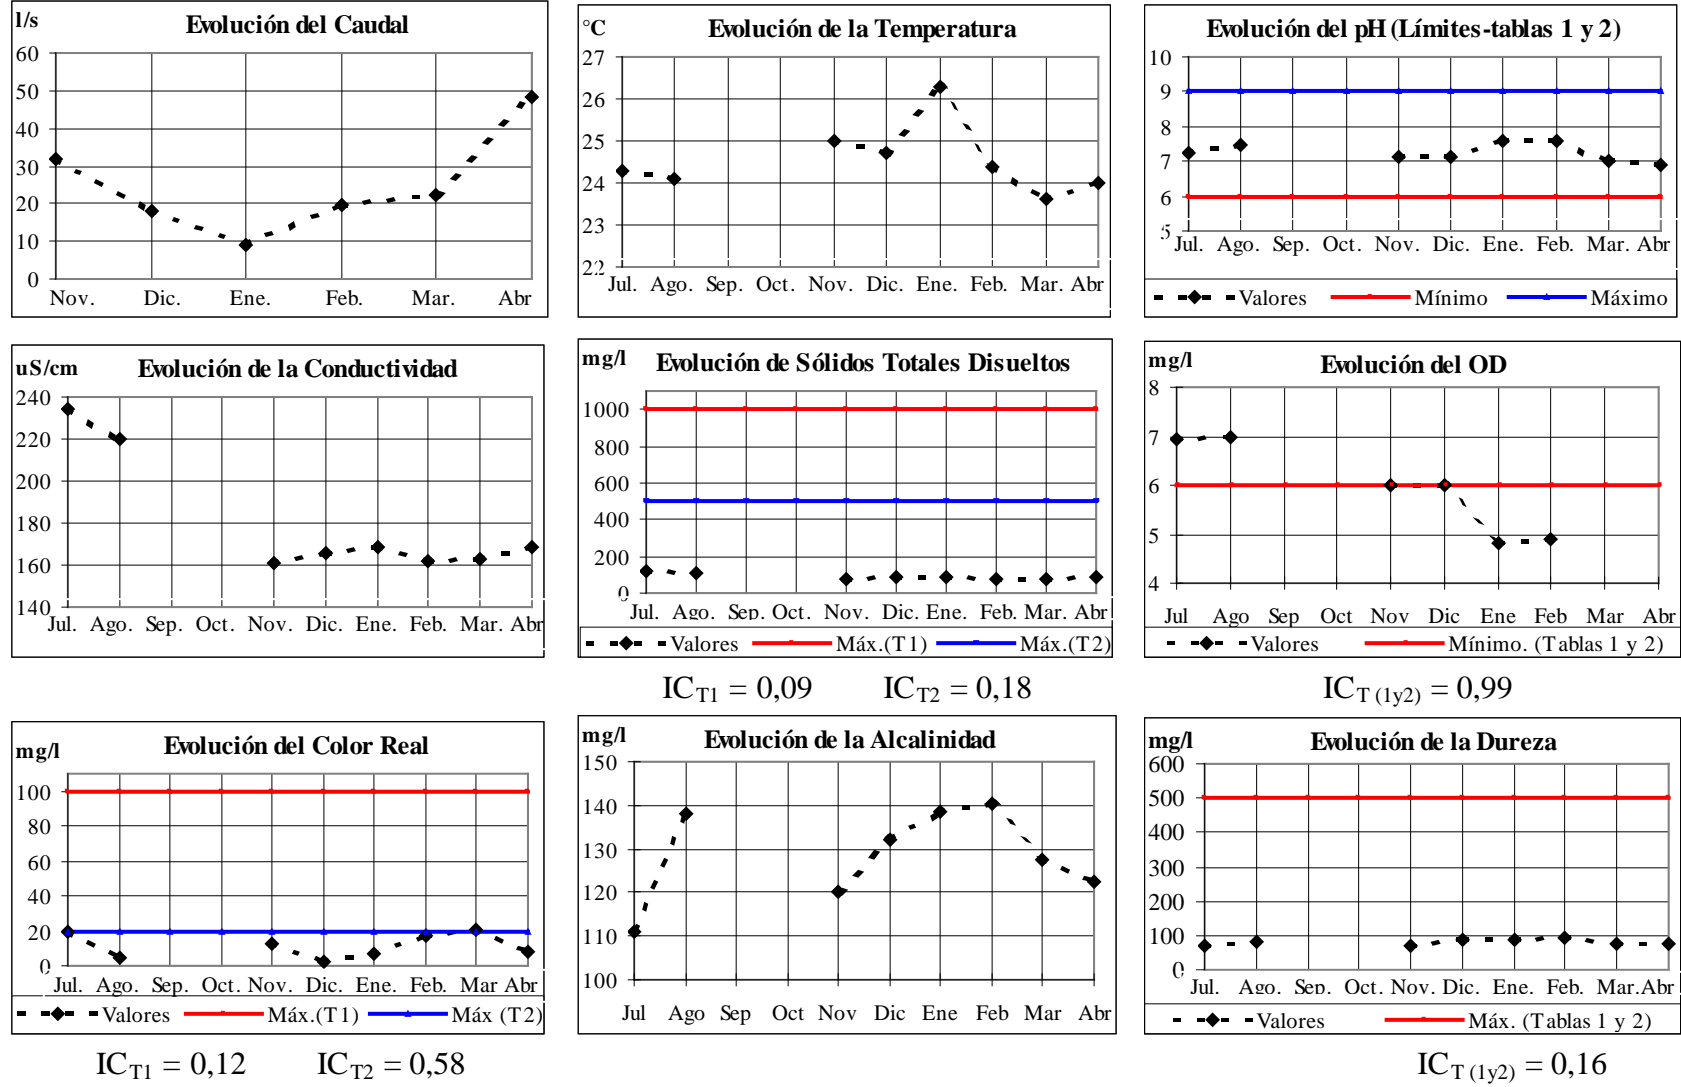 l/s
Evolución del Caudal
60
50
40
30
20
10
0
Nov. Dic. Ene. Feb. Mar. Abr
°C
Evolución de la Temperatura
27
26
25
24
23
22
Jul. Ago. Sep. Oct. Nov. Dic. Ene. Feb. Mar. Abr
Evolución del pH (Límites-tablas 1 y 2)
10
9
8
7
6
5
Jul. Ago. Sep. Oct. Nov. Dic. Ene. Feb. Mar. Abr
Valores Mínimo Máximo
uS/cm
Evolución de la Conductividad
240
220
200
180
160
140
Jul. Ago. Sep. Oct. Nov. Dic. Ene. Feb. Mar. Abr
mg/l
Evolución de Sólidos Totales Disueltos
1000
800
600
400
200
0
Jul. Ago. Sep. Oct. Nov. Dic. Ene. Feb. Mar. Abr
Valores Máx.(T1) Máx.(T2)
IC T1 = 0,09 IC T2 = 0,18
mg/l
Evolución del OD
8
7
6
5
4
Jul Ago Sep Oct Nov Dic Ene Feb Mar Abr
Valores Mínimo. (Tablas 1 y 2)
IC T (1y2) = 0,99
mg/l
Evolución del Color Real
100
80
60
40
20
0
Jul. Ago. Sep. Oct. Nov. Dic. Ene. Feb. Mar Abr
Valores Máx.(T1) Máx (T2)
IC T1 = 0,12 IC T2 = 0,58
mg/l
Evolución de la Alcalinidad
150
140
130
120
110
100
Jul Ago Sep Oct Nov Dic Ene Feb Mar Abr
mg/l
Evolución de la Dureza
600
500
400
300
200
100
0
Jul. Ago. Sep. Oct. Nov. Dic. Ene. Feb. Mar. Abr
Valores Máx. (Tablas 1 y 2)
IC T (1y2) = 0,16